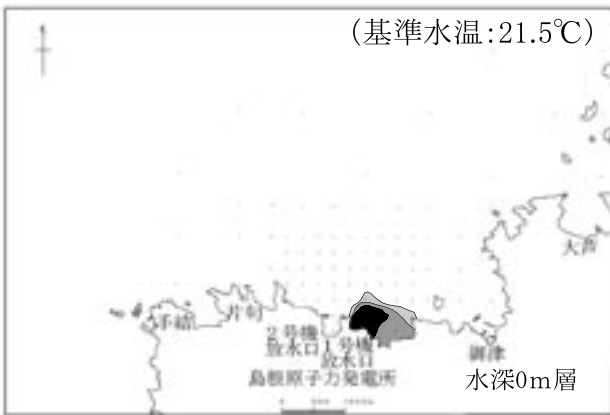 (基準水温:21.5℃)
大芦
手結
片句
2号機
放水口
1号機
放水口
御津
島根原子力発電所
水深0m層